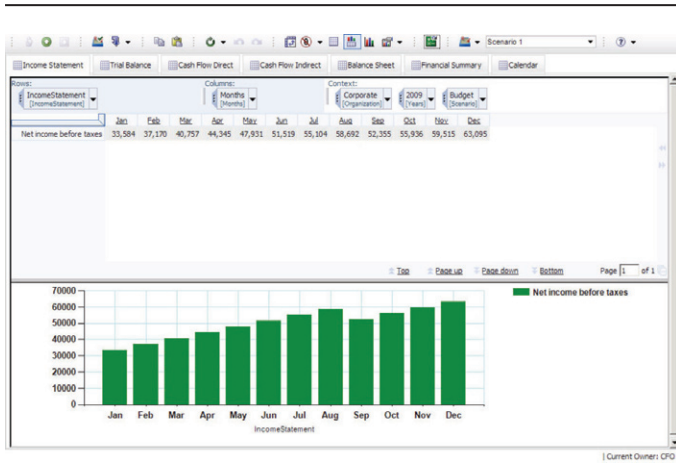 Scenario 1
Income Statement Trial Balance Cash Flow Direct Cash Flow Indirect Balance Sheet Financial Summary Calendar
Rows: Columns: Context:
IncomeStatement Months Corporate 2009 Budget
[IncomeStatement] [Months] [Organization] [Years] [Scenario]
Jan Feb Mar Apr May Jun Jul Aug Sep Oct Nov Dec
Net income before taxes 33,584 37,170 40,757 44,345 47,931 51,519 55,104 58,692 52,355 55,936 59,515 63,095
Top Page up Page down Bottom Page 1 of 1
70000 Net income before taxes
60000
50000
40000
30000
20000
10000
0
Jan Feb Mar Apr May Jun Jul Aug Sep Oct Nov Dec
IncomeStatement
| Current Owner: CFO